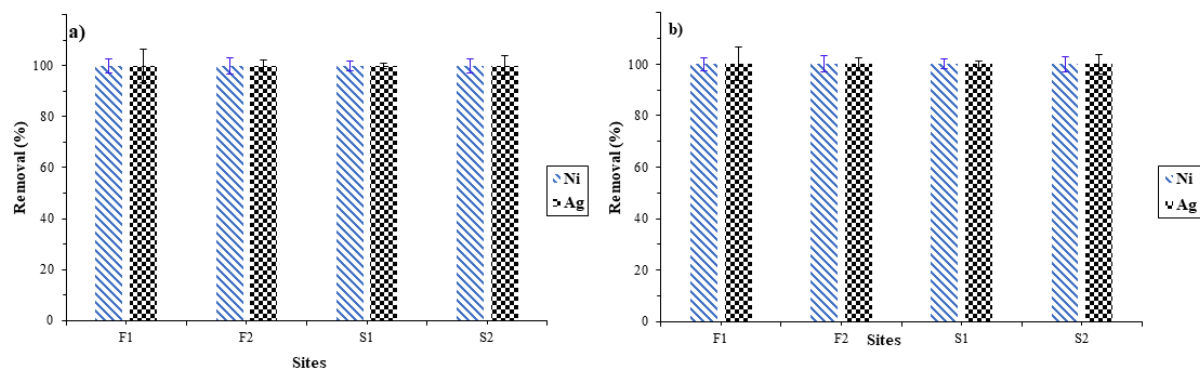 a)
Removal (%)
100
80
60
40
20
0
F1 F2 S1 S2
Sites
Ni
Ag
b)
Removal (%)
100
80
60
40
20
0
F1 F2 Sites S1 S2
Ni
Ag